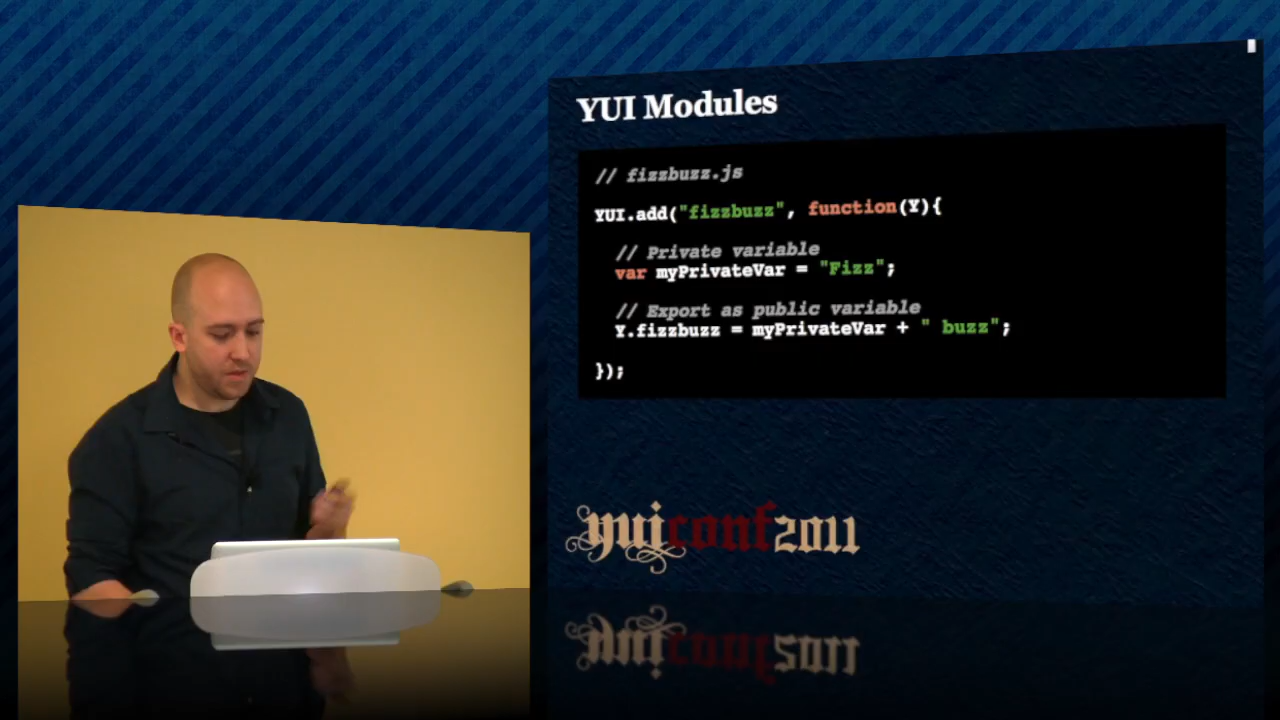 YUI Modules
// fizzbuzz.js
YUI.add("fizzbuzz", function(Y){
// Private variable
var myPrivateVar = "Fizz";
// Export as public variable
Y.fizzbuzz = myPrivateVar + " buzz";
});
yuiconf2011